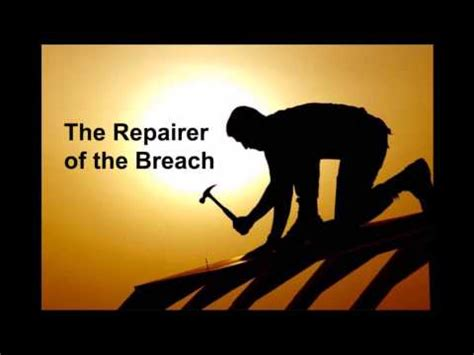 The Repairer
of the Breach